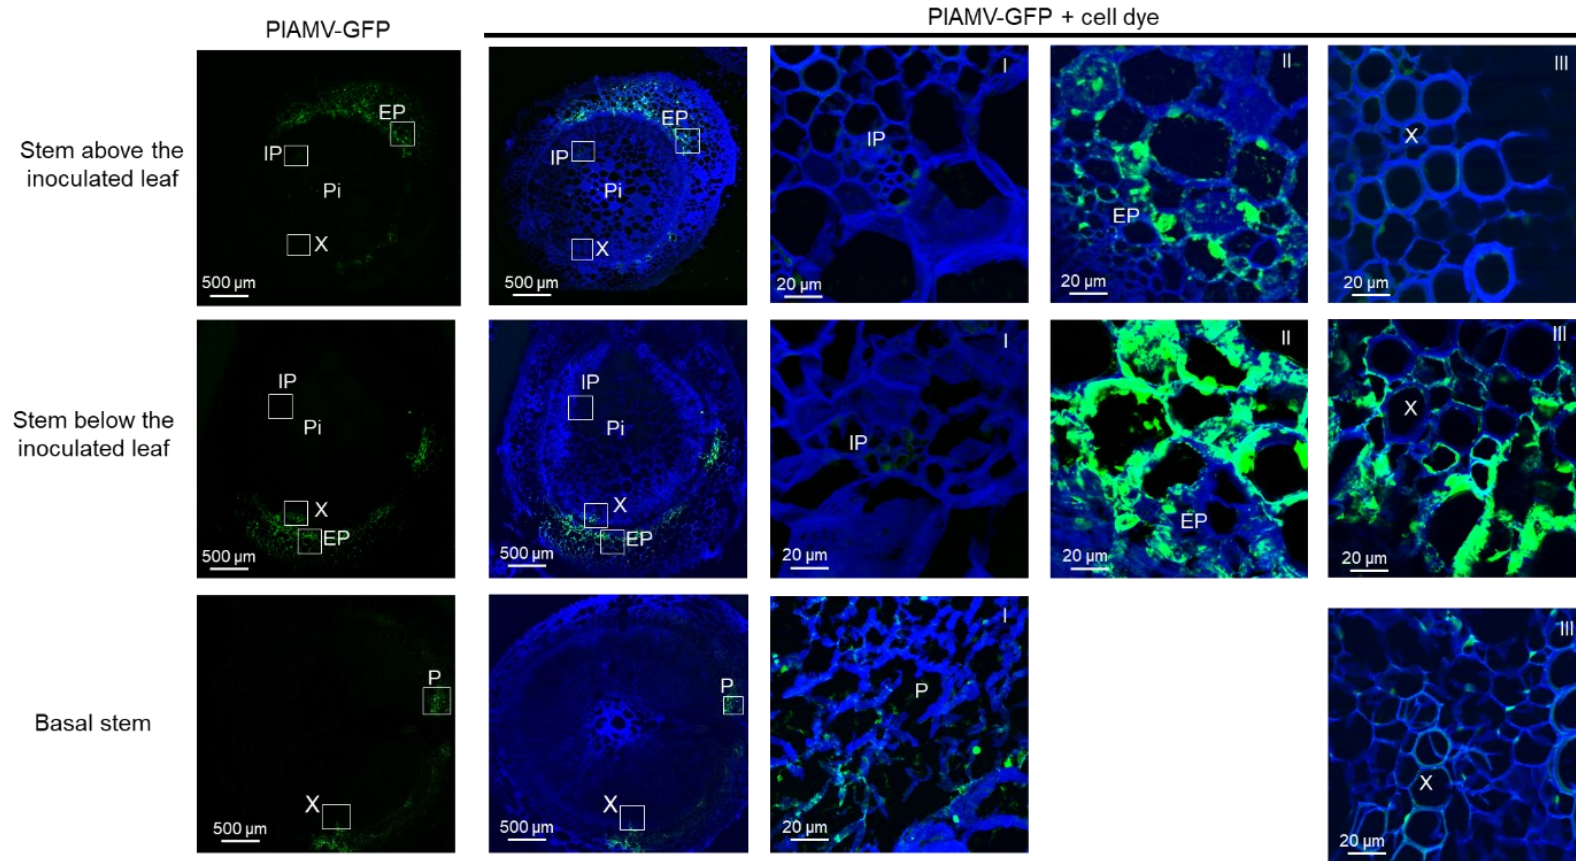 PlAMV-GFP
PlAMV-GFP + cell dye
Stem above the
inoculated leaf
EP
IP
Pi
X
500 µm
EP
IP
Pi
X
500 µm
I
IP
20 µm
II
EP
20 µm
III
X
20 µm
Stem below the
inoculated leaf
IP
Pi
X
EP
500 µm
IP
Pi
X
EP
500 µm
I
IP
20 µm
II
EP
20 µm
III
X
20 µm
Basal stem
P
X
500 µm
P
X
500 µm
I
P
20 µm
III
X
20 µm